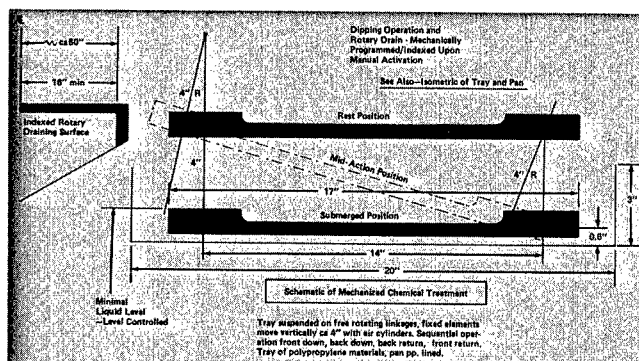 ca60"
16" min
Indexed Rotary
Draining Surface
Dipping Operation and
Rotary Drain - Mechanically
Programmed/Indexed Upon
Manual Activation
See Also—Isometric of Tray and Pan
4" R
Rest Position
4"
Mid-Action Position
4" R
17"
3"
Submerged Position
0.6"
14"
20"
Minimal
Liquid Level
—Level Controlled
Schematic of Mechanized Chemical Treatment
Tray suspended on free rotating linkages, fixed elements
move vertically ca 4" with air cylinders. Sequential oper-
ation front down, back down, back return, front return.
Tray of polypropylene materials, pan pp. lined.